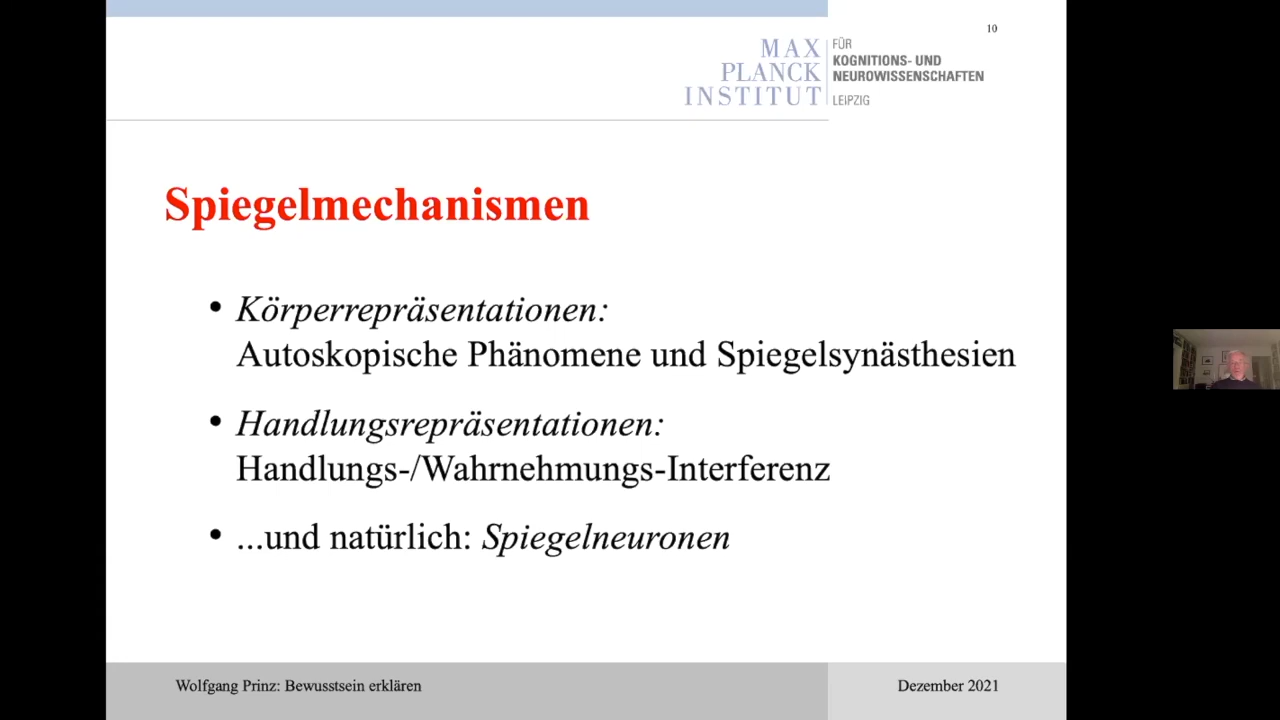 10
MAX
PLANCK
INSTITUT
FÜR
KOGNITIONS- UND
NEUROWISSENSCHAFTEN
LEIPZIG
Spiegelmechanismen
• Körperrepräsentationen:
Autoskopische Phänomene und Spiegelsynästhesien
• Handlungsrepräsentationen:
Handlungs-/Wahrnehmungs-Interferenz
• ...und natürlich: Spiegelneuronen
Wolfgang Prinz: Bewusstsein erklären
Dezember 2021